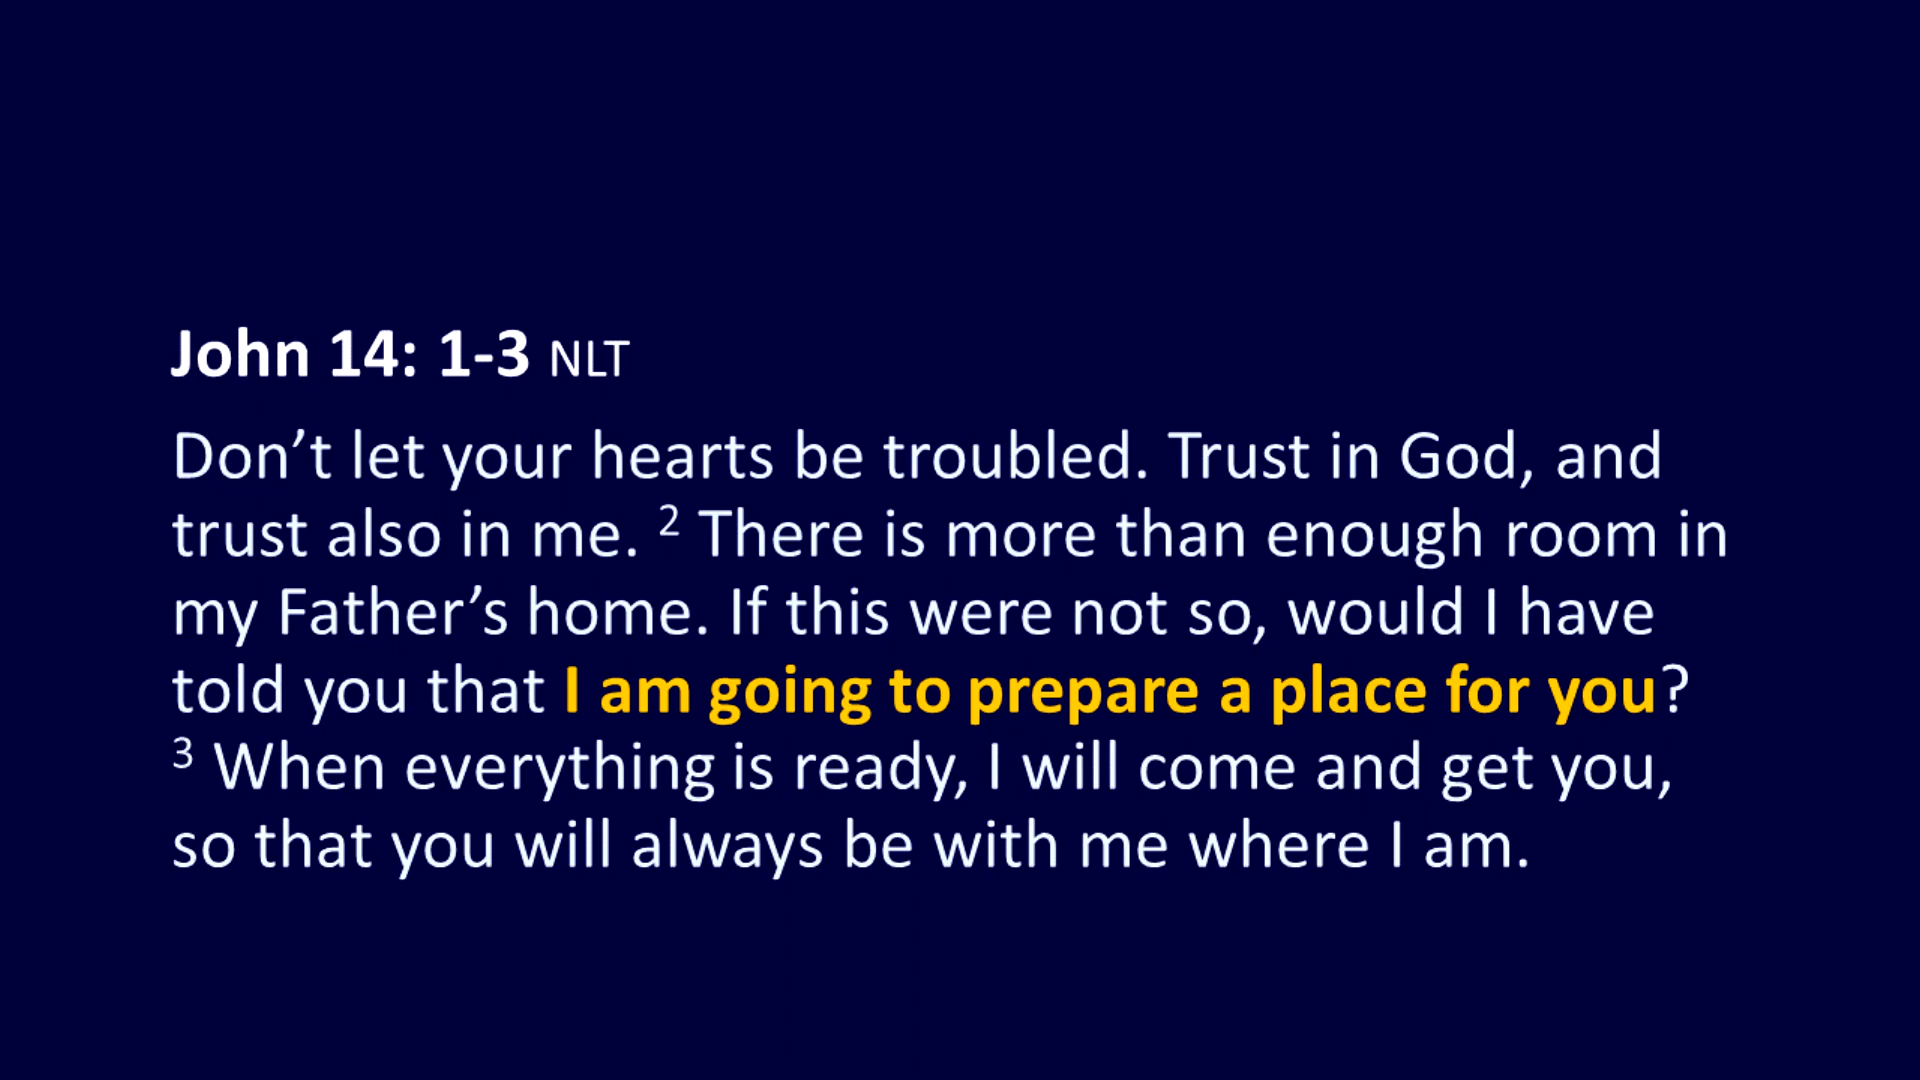 John 14: 1-3 NLT
Don’t let your hearts be troubled. Trust in God, and
trust also in me. ² There is more than enough room in
my Father’s home. If this were not so, would I have
told you that I am going to prepare a place for you?
³ When everything is ready, I will come and get you,
so that you will always be with me where I am.